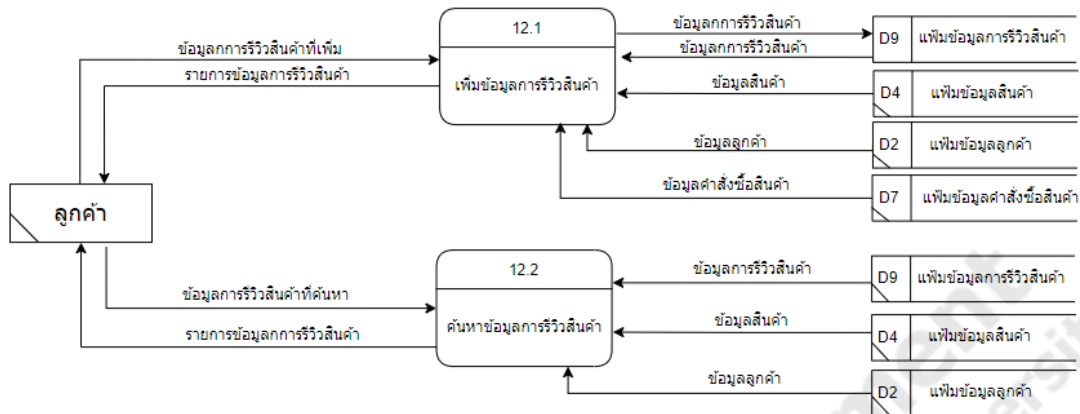 12.1
เพิ่มข้อมูลการรีวิวสินค้า
ข้อมูลกการรีวิวสินค้าที่เพิ่ม
รายการข้อมูลการรีวิวสินค้า
ข้อมูลกการรีวิวสินค้า
ข้อมูลกการรีวิวสินค้า
D9 แฟ้มข้อมูลการรีวิวสินค้า
ข้อมูลสินค้า
D4 แฟ้มข้อมูลสินค้า
ข้อมูลลูกค้า
D2 แฟ้มข้อมูลลูกค้า
ข้อมูลคำสั่งซื้อสินค้า
D7 แฟ้มข้อมูลคำสั่งซื้อสินค้า
ลูกค้า
12.2
ค้นหาข้อมูลการรีวิวสินค้า
ข้อมูลการรีวิวสินค้าที่ค้นหา
รายการข้อมูลกการรีวิวสินค้า
ข้อมูลการรีวิวสินค้า
D9 แฟ้มข้อมูลการรีวิวสินค้า
ข้อมูลสินค้า
D4 แฟ้มข้อมูลสินค้า
ข้อมูลลูกค้า
D2 แฟ้มข้อมูลลูกค้า